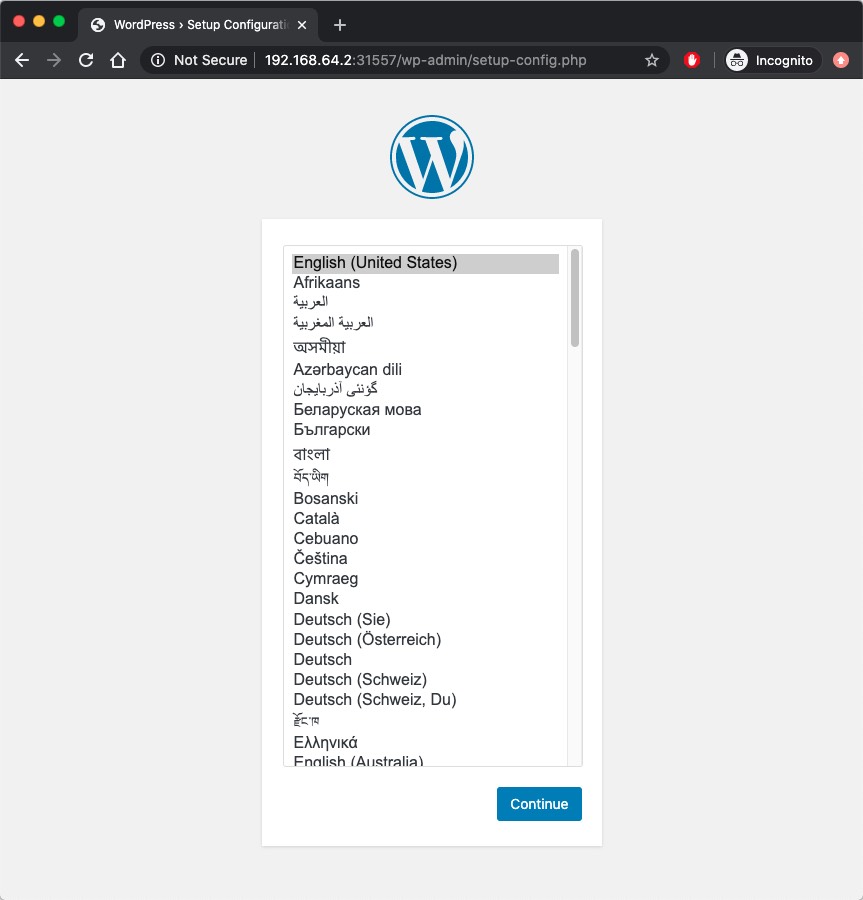 WordPress › Setup Configurati
Not Secure 192.168.64.2:31557/wp-admin/setup-config.php Incognito
English (United States)
Afrikaans
العربية
العربية المغربية
অসমীয়া
Azərbaycan dili
گؤنئی آذربایجان
Беларуская мова
Български
বাংলা
བོད་ཡིག
Bosanski
Català
Cebuano
Čeština
Cymraeg
Dansk
Deutsch (Sie)
Deutsch (Österreich)
Deutsch
Deutsch (Schweiz)
Deutsch (Schweiz, Du)
རྫོང་ཁ
Ελληνικά
English (Australia)
Continue